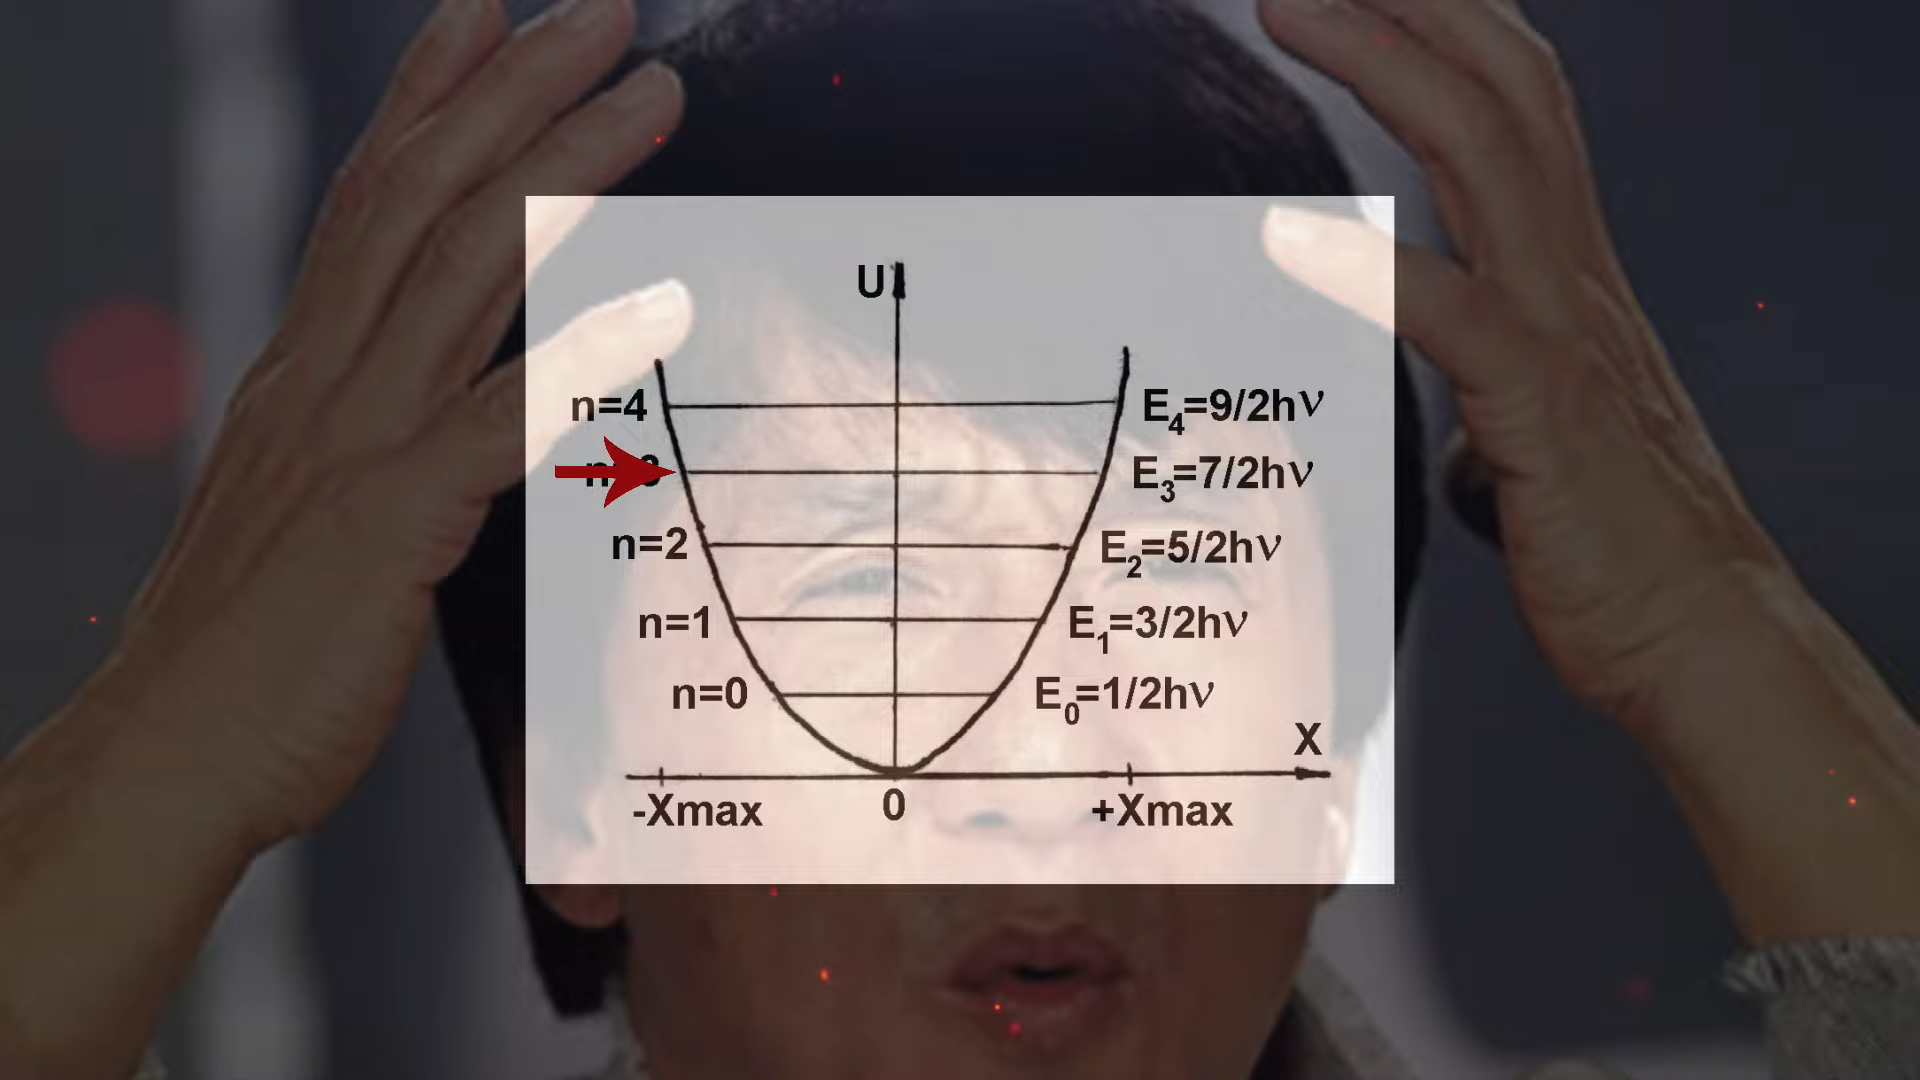 U
n=4 E₄=9/2hν
E₃=7/2hν
n=2 E₂=5/2hν
n=1 E₁=3/2hν
n=0 E₀=1/2hν
X
-Xmax 0 +Xmax